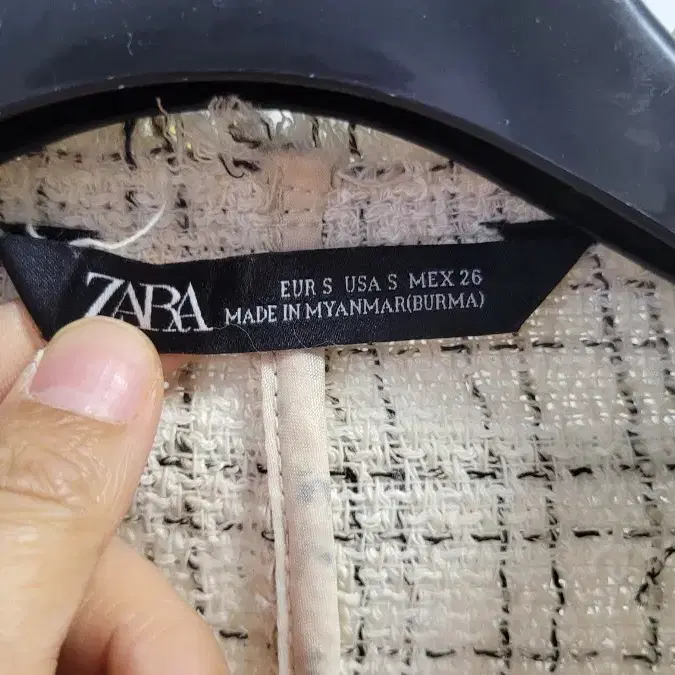 ZARA
EUR S USA S MEX 26
MADE IN MYANMAR(BURMA)